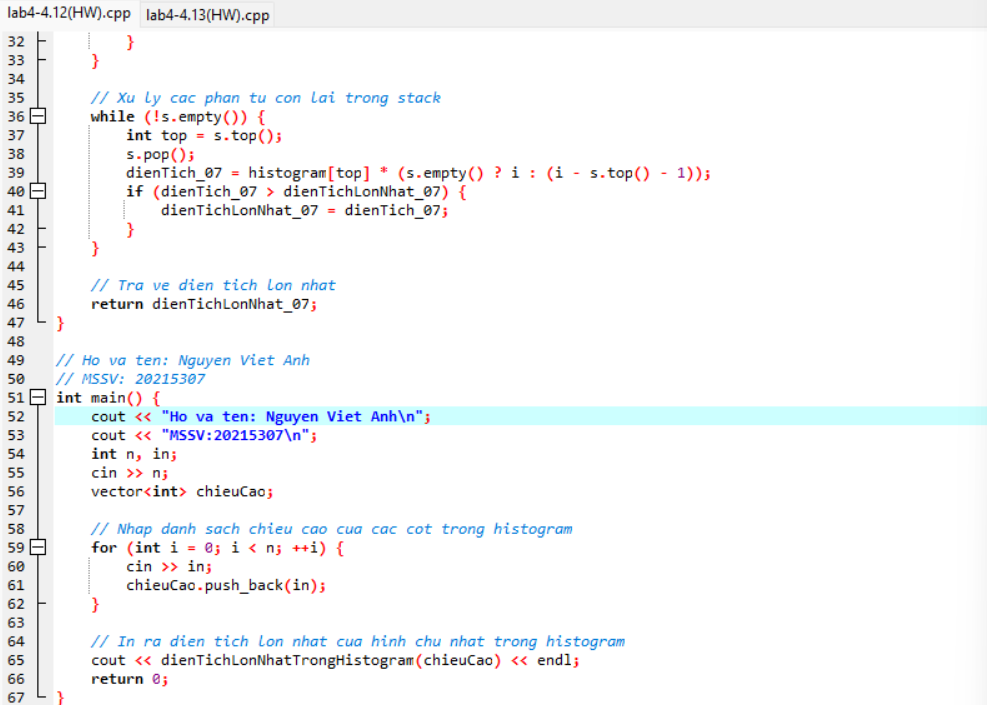 lab4-4.12(HW).cpp lab4-4.13(HW).cpp
32 }
33 }
34
35 // Xu ly cac phan tu con lai trong stack
36 while (!s.empty()) {
37 int top = s.top();
38 s.pop();
39 dienTich_07 = histogram[top] * (s.empty() ? i : (i - s.top() - 1));
40 if (dienTich_07 > dienTichLonNhat_07) {
41 dienTichLonNhat_07 = dienTich_07;
42 }
43 }
44
45 // Tra ve dien tich lon nhat
46 return dienTichLonNhat_07;
47 }
48
49 // Ho va ten: Nguyen Viet Anh
50 // MSSV: 20215307
51 int main() {
52 cout << "Ho va ten: Nguyen Viet Anh\n";
53 cout << "MSSV:20215307\n";
54 int n, in;
55 cin >> n;
56 vector<int> chieuCao;
57
58 // Nhap danh sach chieu cao cua cac cot trong histogram
59 for (int i = 0; i < n; ++i) {
60 cin >> in;
61 chieuCao.push_back(in);
62 }
63
64 // In ra dien tich lon nhat cua hinh chu nhat trong histogram
65 cout << dienTichLonNhatTrongHistogram(chieuCao) << endl;
66 return 0;
67 }